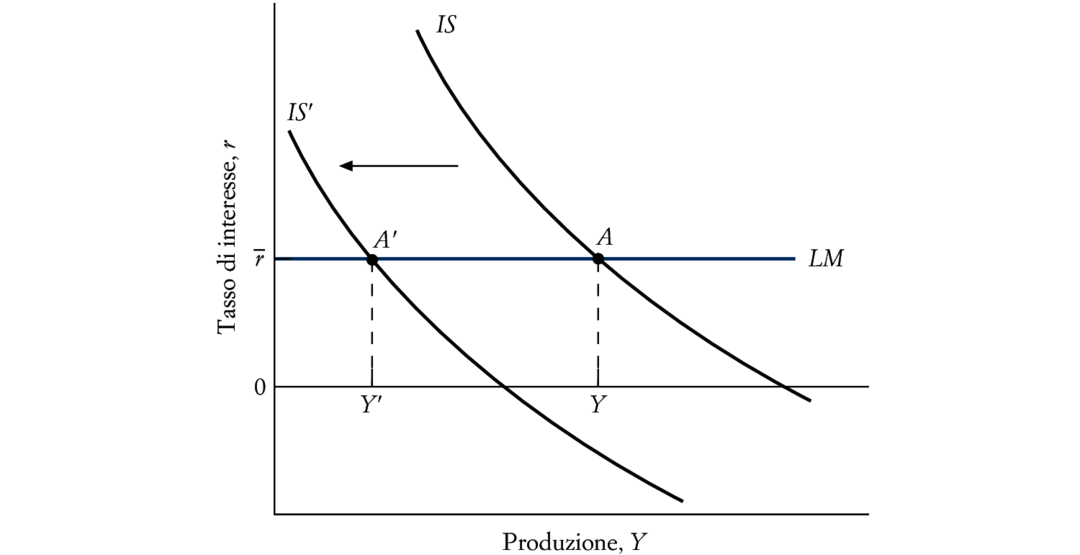 IS
IS′
Tasso di interesse, r
A′
A
r̅
LM
0
Y′
Y
Produzione, Y